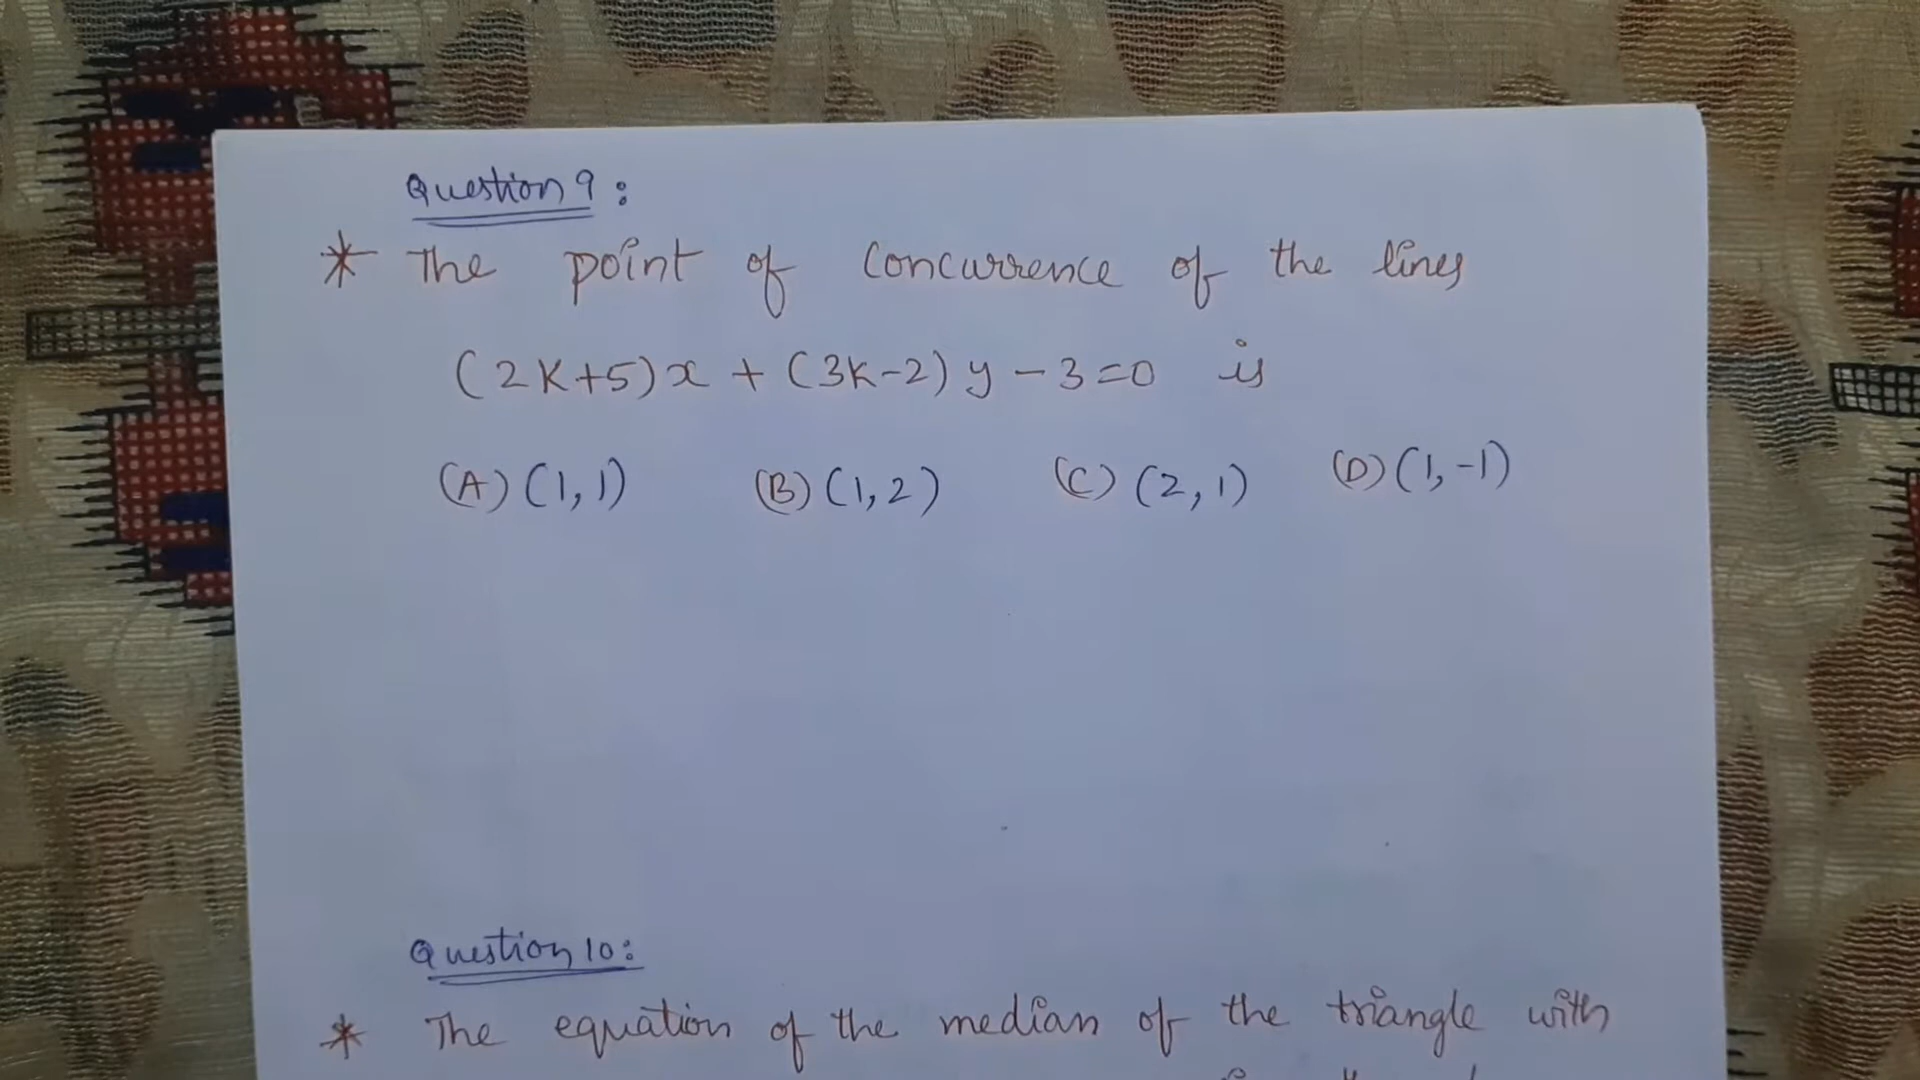 Question 9:
* The point of concurrence of the lines
(2K+5)x + (3K-2)y - 3 = 0 is
(A) (1, 1) (B) (1, 2) (C) (2, 1) (D) (1, -1)
Question 10:
* The equation of the median of the triangle with